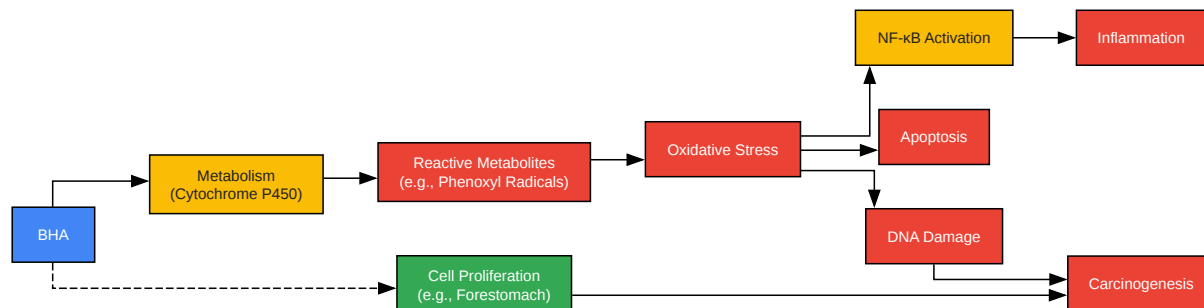 NF-κB Activation
Inflammation
Apoptosis
Oxidative Stress
Reactive Metabolites
(e.g., Phenoxyl Radicals)
Metabolism
(Cytochrome P450)
BHA
DNA Damage
Cell Proliferation
(e.g., Forestomach)
Carcinogenesis